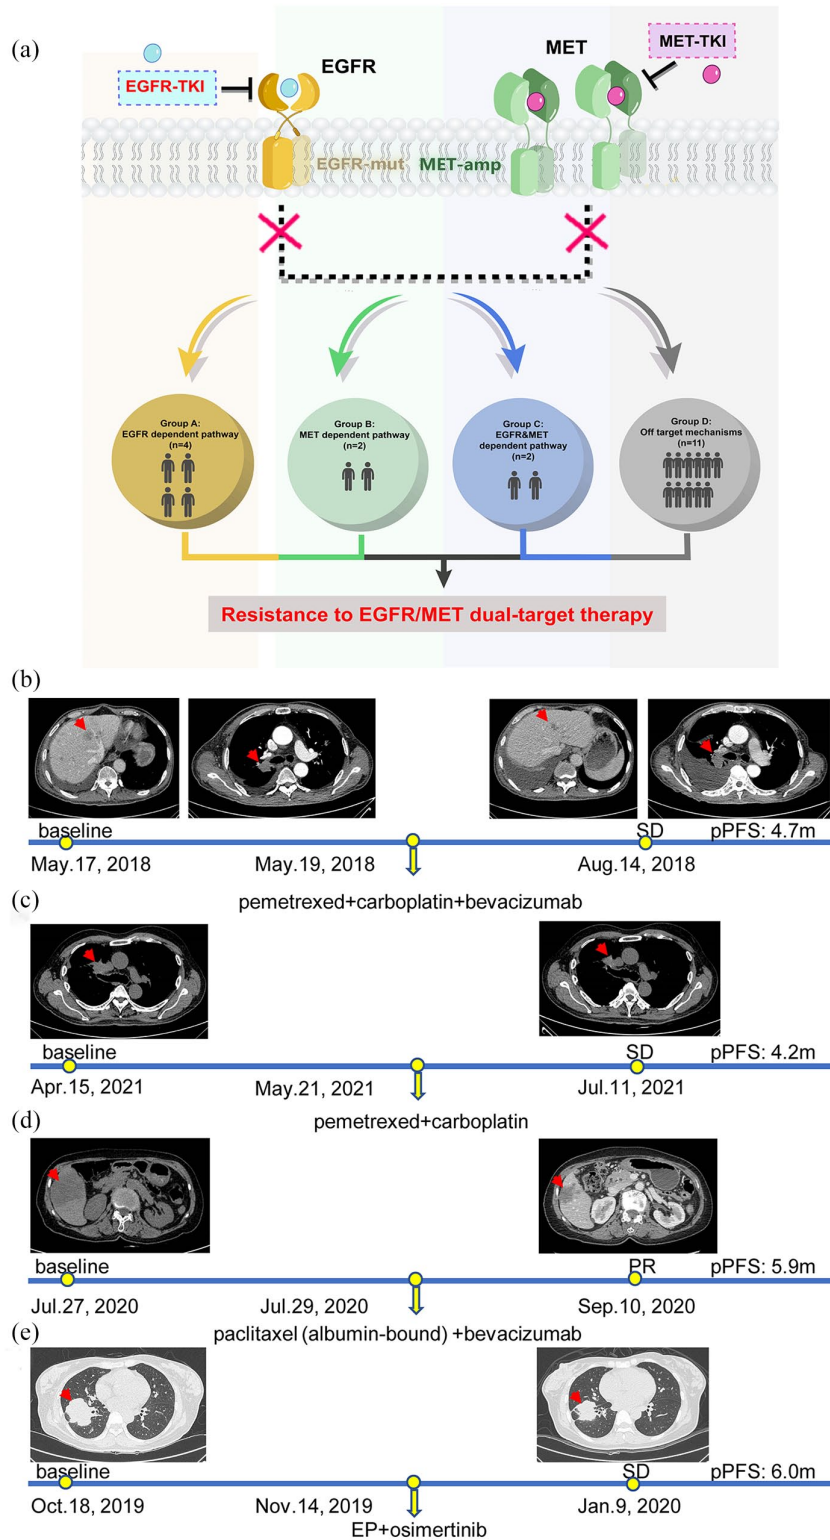 (a)
EGFR-TKI
EGFR
MET
MET-TKI
EGFR-mut
MET-amp
Group A:
EGFR dependent pathway
(n=4)
Group B:
MET dependent pathway
(n=2)
Group C:
EGFR&MET
dependent pathway
(n=2)
Group D:
Off target mechanisms
(n=11)
Resistance to EGFR/MET dual-target therapy
(b)
baseline
SD
pPFS: 4.7m
May.17, 2018
May.19, 2018
Aug.14, 2018
pemetrexed+carboplatin+bevacizumab
(c)
baseline
SD
pPFS: 4.2m
Apr.15, 2021
May.21, 2021
Jul.11, 2021
pemetrexed+carboplatin
(d)
baseline
PR
pPFS: 5.9m
Jul.27, 2020
Jul.29, 2020
Sep.10, 2020
paclitaxel (albumin-bound) +bevacizumab
(e)
baseline
SD
pPFS: 6.0m
Oct.18, 2019
Nov.14, 2019
Jan.9, 2020
EP+osimertinib